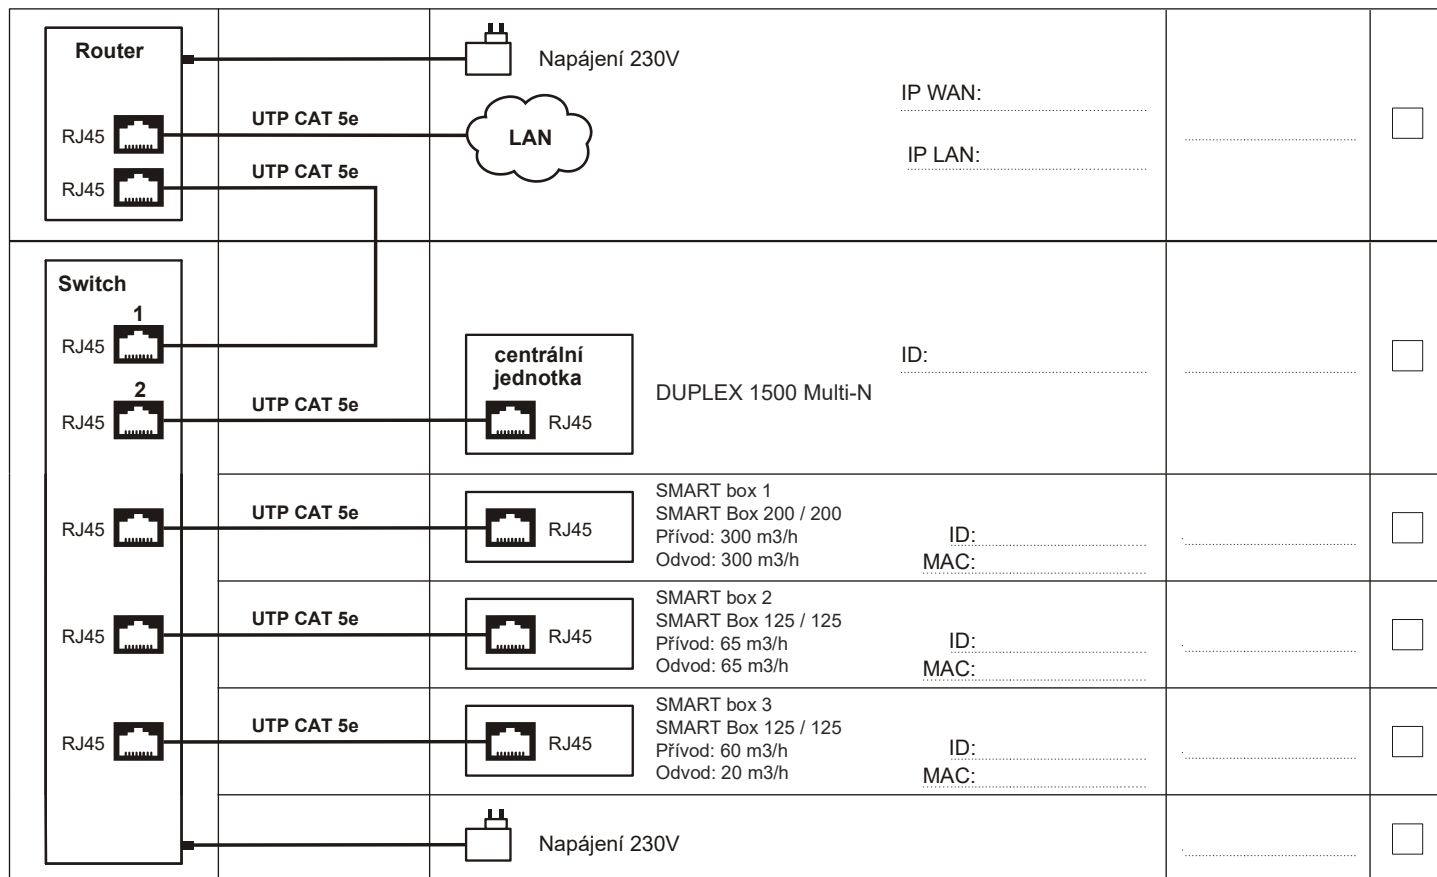 Router
Napájení 230V
IP WAN:
RJ45
UTP CAT 5e
LAN
IP LAN:
RJ45
UTP CAT 5e
Switch
1
RJ45
centrální
jednotka
ID:
2
RJ45
UTP CAT 5e
RJ45
DUPLEX 1500 Multi-N
RJ45
UTP CAT 5e
RJ45
SMART box 1
SMART Box 200 / 200
Přívod: 300 m3/h
Odvod: 300 m3/h
ID:
MAC:
RJ45
UTP CAT 5e
RJ45
SMART box 2
SMART Box 125 / 125
Přívod: 65 m3/h
Odvod: 65 m3/h
ID:
MAC:
RJ45
UTP CAT 5e
RJ45
SMART box 3
SMART Box 125 / 125
Přívod: 60 m3/h
Odvod: 20 m3/h
ID:
MAC:
Napájení 230V